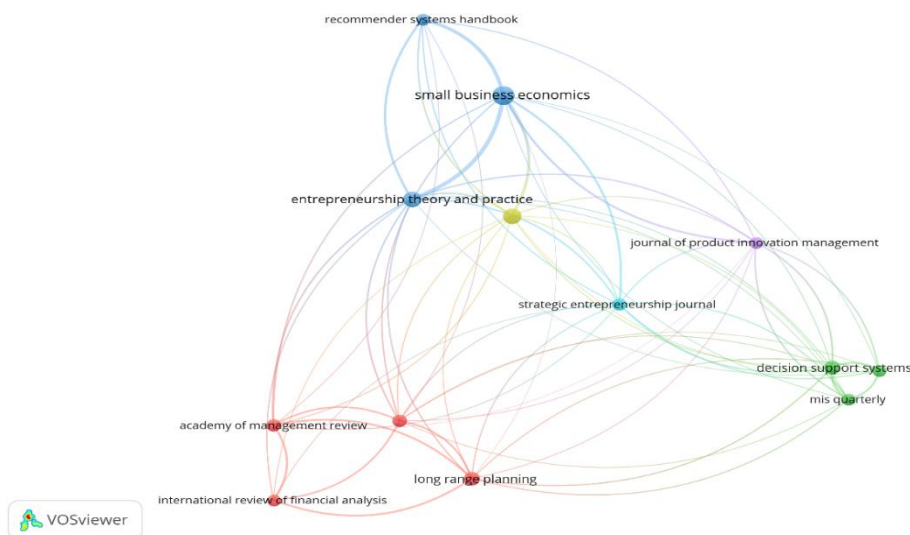 recommender systems handbook
small business economics
entrepreneurship theory and practice
journal of product innovation management
strategic entrepreneurship journal
decision support systems
mis quarterly
academy of management review
long range planning
international review of financial analysis
VOSviewer